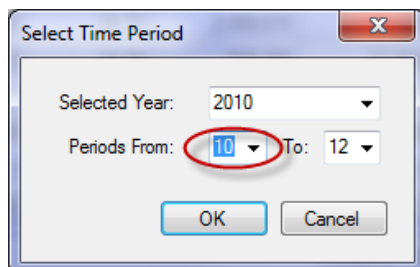 Select Time Period
Selected Year: 2010
Periods From: 10 To: 12
OK Cancel